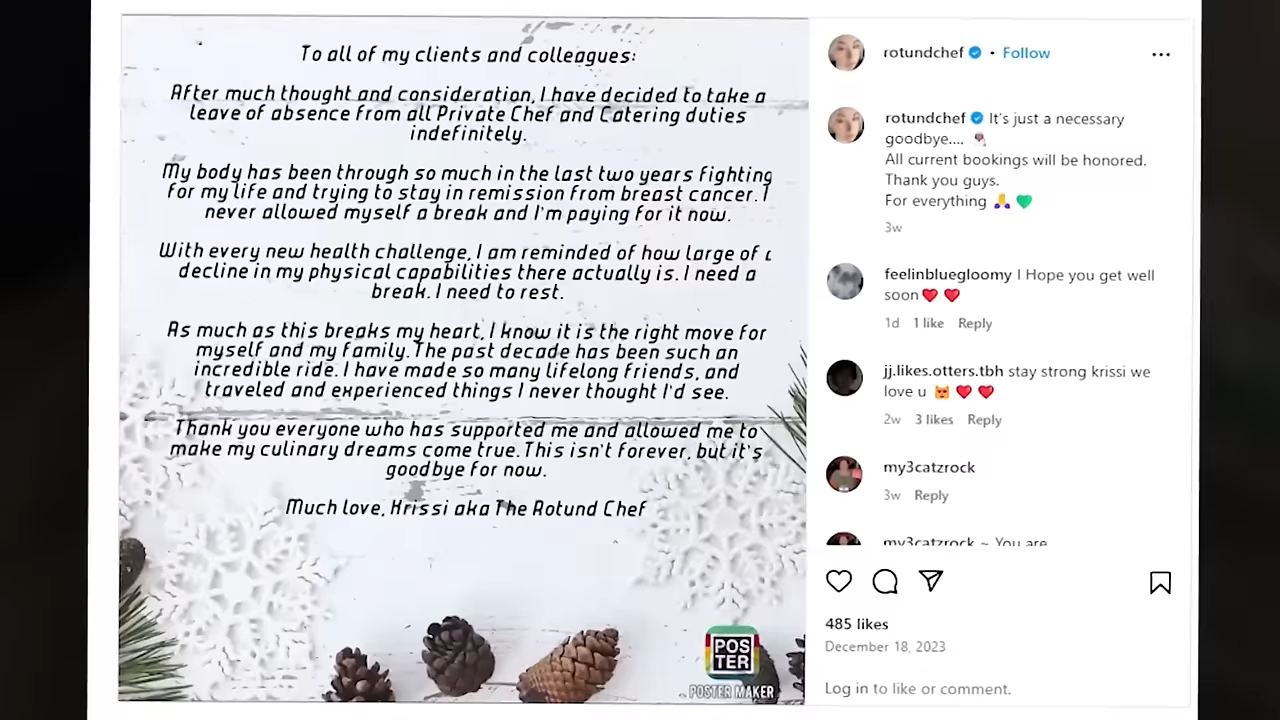 To all of my clients and colleagues:
After much thought and consideration, I have decided to take a
leave of absence from all Private Chef and Catering duties
indefinitely.
My body has been through so much in the last two years fighting
for my life and trying to stay in remission from breast cancer. I
never allowed myself a break and I'm paying for it now.
With every new health challenge, I am reminded of how large of a
decline in my physical capabilities there actually is. I need a
break. I need to rest.
As much as this breaks my heart, I know it is the right move for
myself and my family. The past decade has been such an
incredible ride. I have made so many lifelong friends, and
traveled and experienced things I never thought I'd see.
Thank you everyone who has supported me and allowed me to
make my culinary dreams come true. This isn't forever, but it's
goodbye for now.
Much love, Krissi aka The Rotund Chef
POS
TER
POSTER MAKER
rotundchef • Follow
rotundchef It's just a necessary
goodbye.... 
All current bookings will be honored.
Thank you guys.
For everything 🙏 💚
3w
feelinbluegloomy I Hope you get well
soon❤️ ❤️
1d 1 like Reply
jj.likes.otters.tbh stay strong krissi we
love u 😻 ❤️ ❤️
2w 3 likes Reply
my3catzrock
3w Reply
my3catzrock ~ You are
485 likes
December 18, 2023
Log in to like or comment.